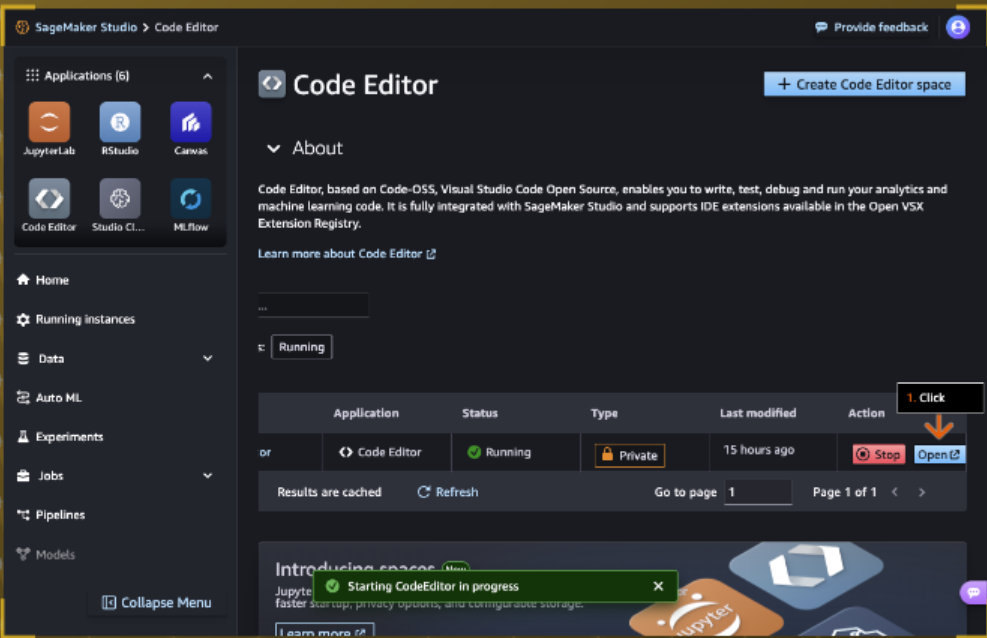 SageMaker Studio > Code Editor
Provide feedback
Applications (6)
JupyterLab
RStudio
Canvas
Code Editor
Studio Cl...
MLflow
Home
Running instances
Data
Auto ML
Experiments
Jobs
Pipelines
Models
Collapse Menu
Code Editor
+ Create Code Editor space
About
Code Editor, based on Code-OSS, Visual Studio Code Open Source, enables you to write, test, debug and run your analytics and
machine learning code. It is fully integrated with SageMaker Studio and supports IDE extensions available in the Open VSX
Extension Registry.
Learn more about Code Editor
...
s: Running
1. Click
Application Status Type Last modified Action
or Code Editor Running Private 15 hours ago Stop Open
Results are cached Refresh Go to page 1 Page 1 of 1 < >
Introducing spaces New
Starting CodeEditor in progress
Jupyte or
faster startup, privacy options, and configurable storage.
Learn more
Jupyter